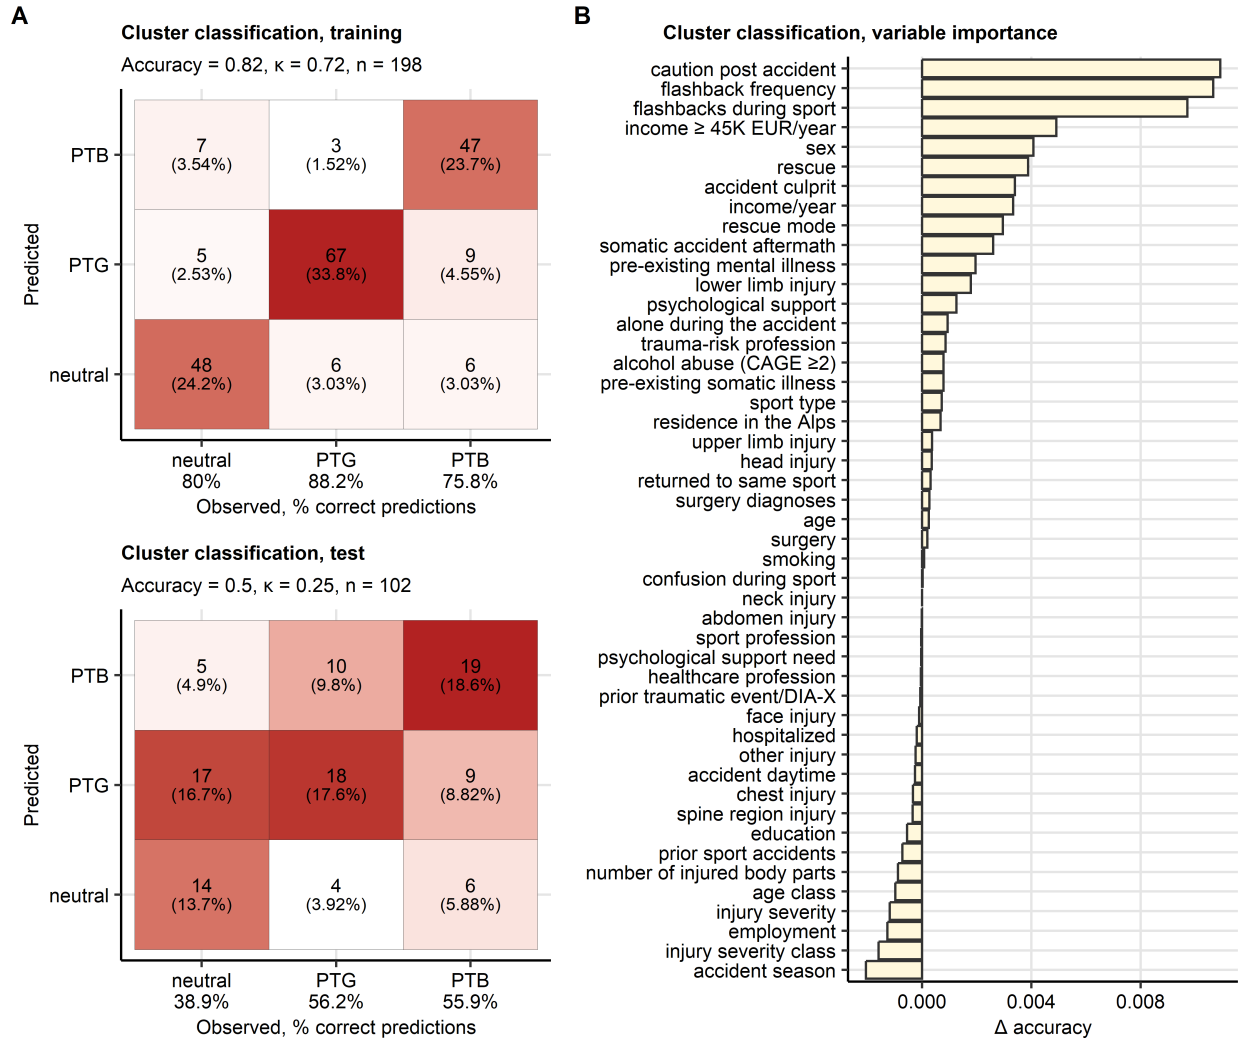 A
Cluster classification, training
Accuracy = 0.82, κ = 0.72, n = 198
Predicted
PTB
7
(3.54%)
3
(1.52%)
47
(23.7%)
PTG
5
(2.53%)
67
(33.8%)
9
(4.55%)
neutral
48
(24.2%)
6
(3.03%)
6
(3.03%)
neutral
80%
PTG
88.2%
PTB
75.8%
Observed, % correct predictions
Cluster classification, test
Accuracy = 0.5, κ = 0.25, n = 102
Predicted
PTB
5
(4.9%)
10
(9.8%)
19
(18.6%)
PTG
17
(16.7%)
18
(17.6%)
9
(8.82%)
neutral
14
(13.7%)
4
(3.92%)
6
(5.88%)
neutral
38.9%
PTG
56.2%
PTB
55.9%
Observed, % correct predictions
B
Cluster classification, variable importance
caution post accident
flashback frequency
flashbacks during sport
income ≥ 45K EUR/year
sex
rescue
accident culprit
income/year
rescue mode
somatic accident aftermath
pre-existing mental illness
lower limb injury
psychological support
alone during the accident
trauma-risk profession
alcohol abuse (CAGE ≥2)
pre-existing somatic illness
sport type
residence in the Alps
upper limb injury
head injury
returned to same sport
surgery diagnoses
age
surgery
smoking
confusion during sport
neck injury
abdomen injury
sport profession
psychological support need
healthcare profession
prior traumatic event/DIA-X
face injury
hospitalized
other injury
accident daytime
chest injury
spine region injury
education
prior sport accidents
number of injured body parts
age class
injury severity
employment
injury severity class
accident season
0.000
0.004
0.008
Δ accuracy